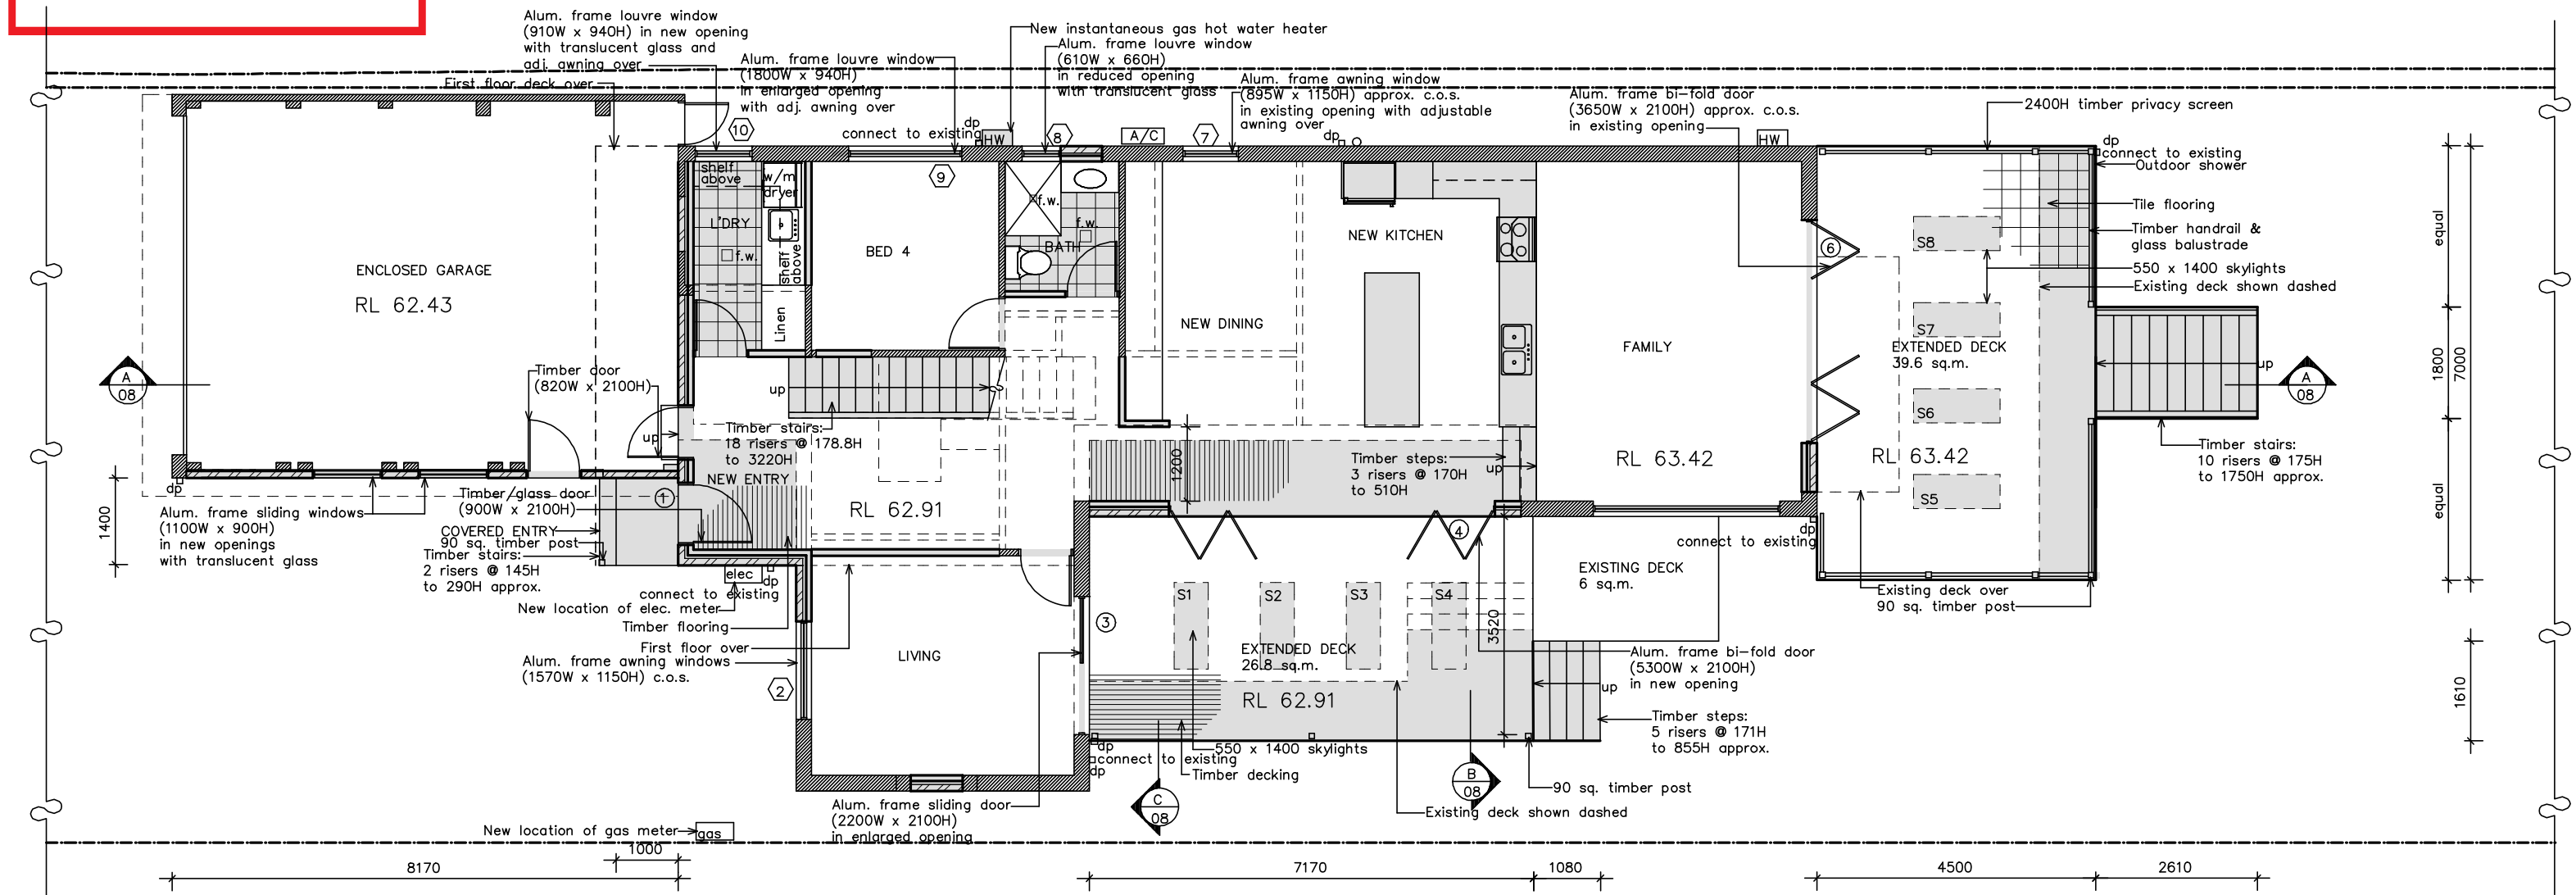 Alum. frame louvre window
(910W x 940H) in new opening
with translucent glass and
adj. awning over
First floor deck over
Alum. frame louvre window
(1800W x 940H)
in enlarged opening
with adj. awning over
New instantaneous gas hot water heater
Alum. frame louvre window
(610W x 660H)
in reduced opening
with translucent glass
Alum. frame awning window
(895W x 1150H) approx. c.o.s.
in existing opening with adjustable
awning over
Alum. frame bi-fold door
(3650W x 2100H) approx. c.o.s.
in existing opening
2400H timber privacy screen
10
connect to existing
dp
HW
8
A/C
7
dp
HW
dp
connect to existing
Outdoor shower
shelf
above
w/m
dryer
9
L'DRY
f.w.
shelf
above
Linen
BED 4
f.w.
f.w.
BATH
NEW KITCHEN
NEW DINING
FAMILY
6
S8
Tile flooring
Timber handrail &
glass balustrade
550 x 1400 skylights
Existing deck shown dashed
equal
1800
7000
equal
ENCLOSED GARAGE
RL 62.43
S7
EXTENDED DECK
39.6 sq.m.
S6
RL 63.42
S5
up
A
08
A
08
Timber door
(820W x 2100H)
up
up
Timber stairs:
18 risers @ 178.8H
to 3220H
1200
Timber steps:
3 risers @ 170H
to 510H
up
RL 63.42
Timber stairs:
10 risers @ 175H
to 1750H approx.
dp
1400
Alum. frame sliding windows
(1100W x 900H)
in new openings
with translucent glass
Timber/glass door
(900W x 2100H)
1
NEW ENTRY
RL 62.91
COVERED ENTRY
90 sq. timber post
Timber stairs:
2 risers @ 145H
to 290H approx.
elec
dp
connect to existing
New location of elec. meter
Timber flooring
First floor over
Alum. frame awning windows
(1570W x 1150H) c.o.s.
2
LIVING
3
4
S1
S2
S3
S4
3520
EXTENDED DECK
26.8 sq.m.
RL 62.91
dp
connect to existing
EXISTING DECK
6 sq.m.
Existing deck over
90 sq. timber post
Alum. frame bi-fold door
(5300W x 2100H)
in new opening
up
Timber steps:
5 risers @ 171H
to 855H approx.
1610
dp
connect to existing
dp
550 x 1400 skylights
Timber decking
90 sq. timber post
B
08
C
08
Existing deck shown dashed
Alum. frame sliding door
(2200W x 2100H)
in enlarged opening
New location of gas meter
gas
1000
8170
7170
1080
4500
2610